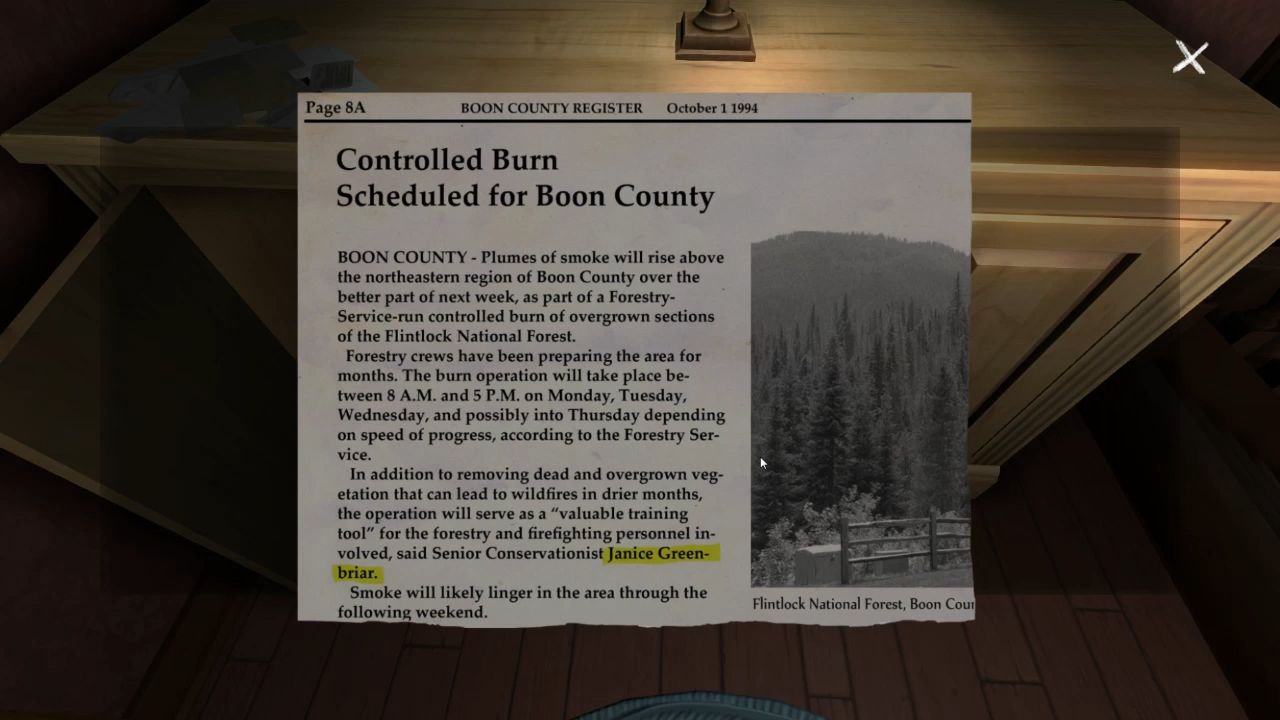 Page 8A BOON COUNTY REGISTER October 1 1994
Controlled Burn
Scheduled for Boon County
BOON COUNTY - Plumes of smoke will rise above
the northeastern region of Boon County over the
better part of next week, as part of a Forestry-
Service-run controlled burn of overgrown sections
of the Flintlock National Forest.
Forestry crews have been preparing the area for
months. The burn operation will take place be-
tween 8 A.M. and 5 P.M. on Monday, Tuesday,
Wednesday, and possibly into Thursday depending
on speed of progress, according to the Forestry Ser-
vice.
In addition to removing dead and overgrown veg-
etation that can lead to wildfires in drier months,
the operation will serve as a “valuable training
tool” for the forestry and firefighting personnel in-
volved, said Senior Conservationist Janice Green-
briar.
Smoke will likely linger in the area through the
following weekend.
Flintlock National Forest, Boon Coun